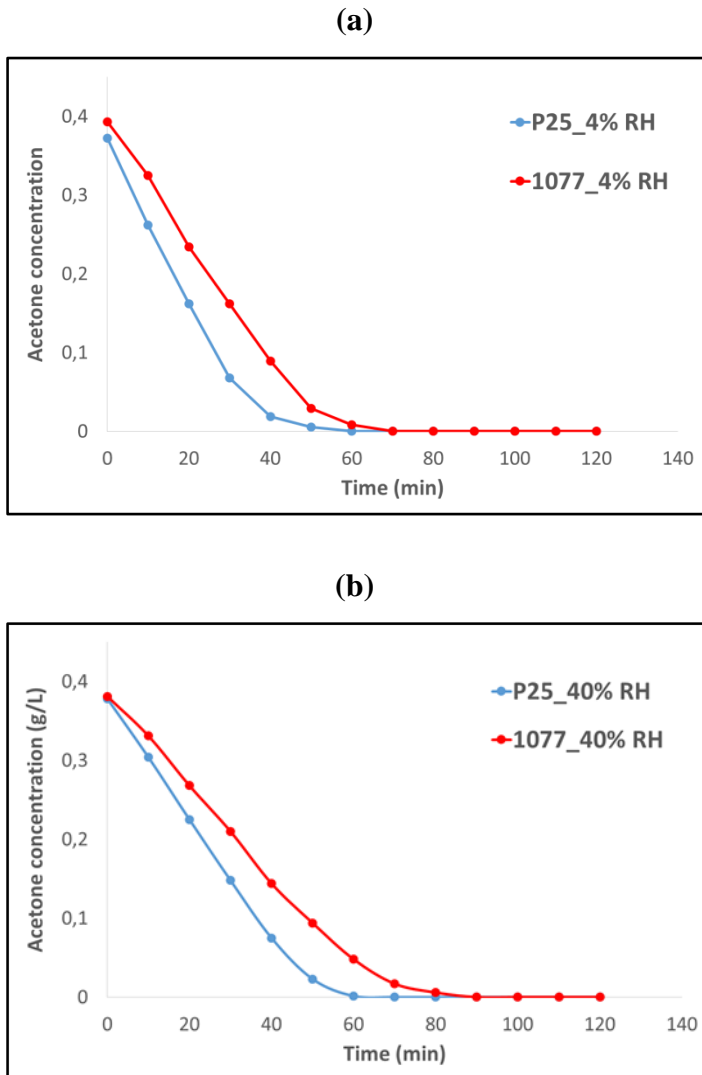 (a)
Acetone concentration
0,4
0,3
0,2
0,1
0
P25_4% RH
1077_4% RH
0 20 40 60 80 100 120 140
Time (min)
(b)
Acetone concentration (g/L)
0,4
0,3
0,2
0,1
0
P25_40% RH
1077_40% RH
0 20 40 60 80 100 120 140
Time (min)